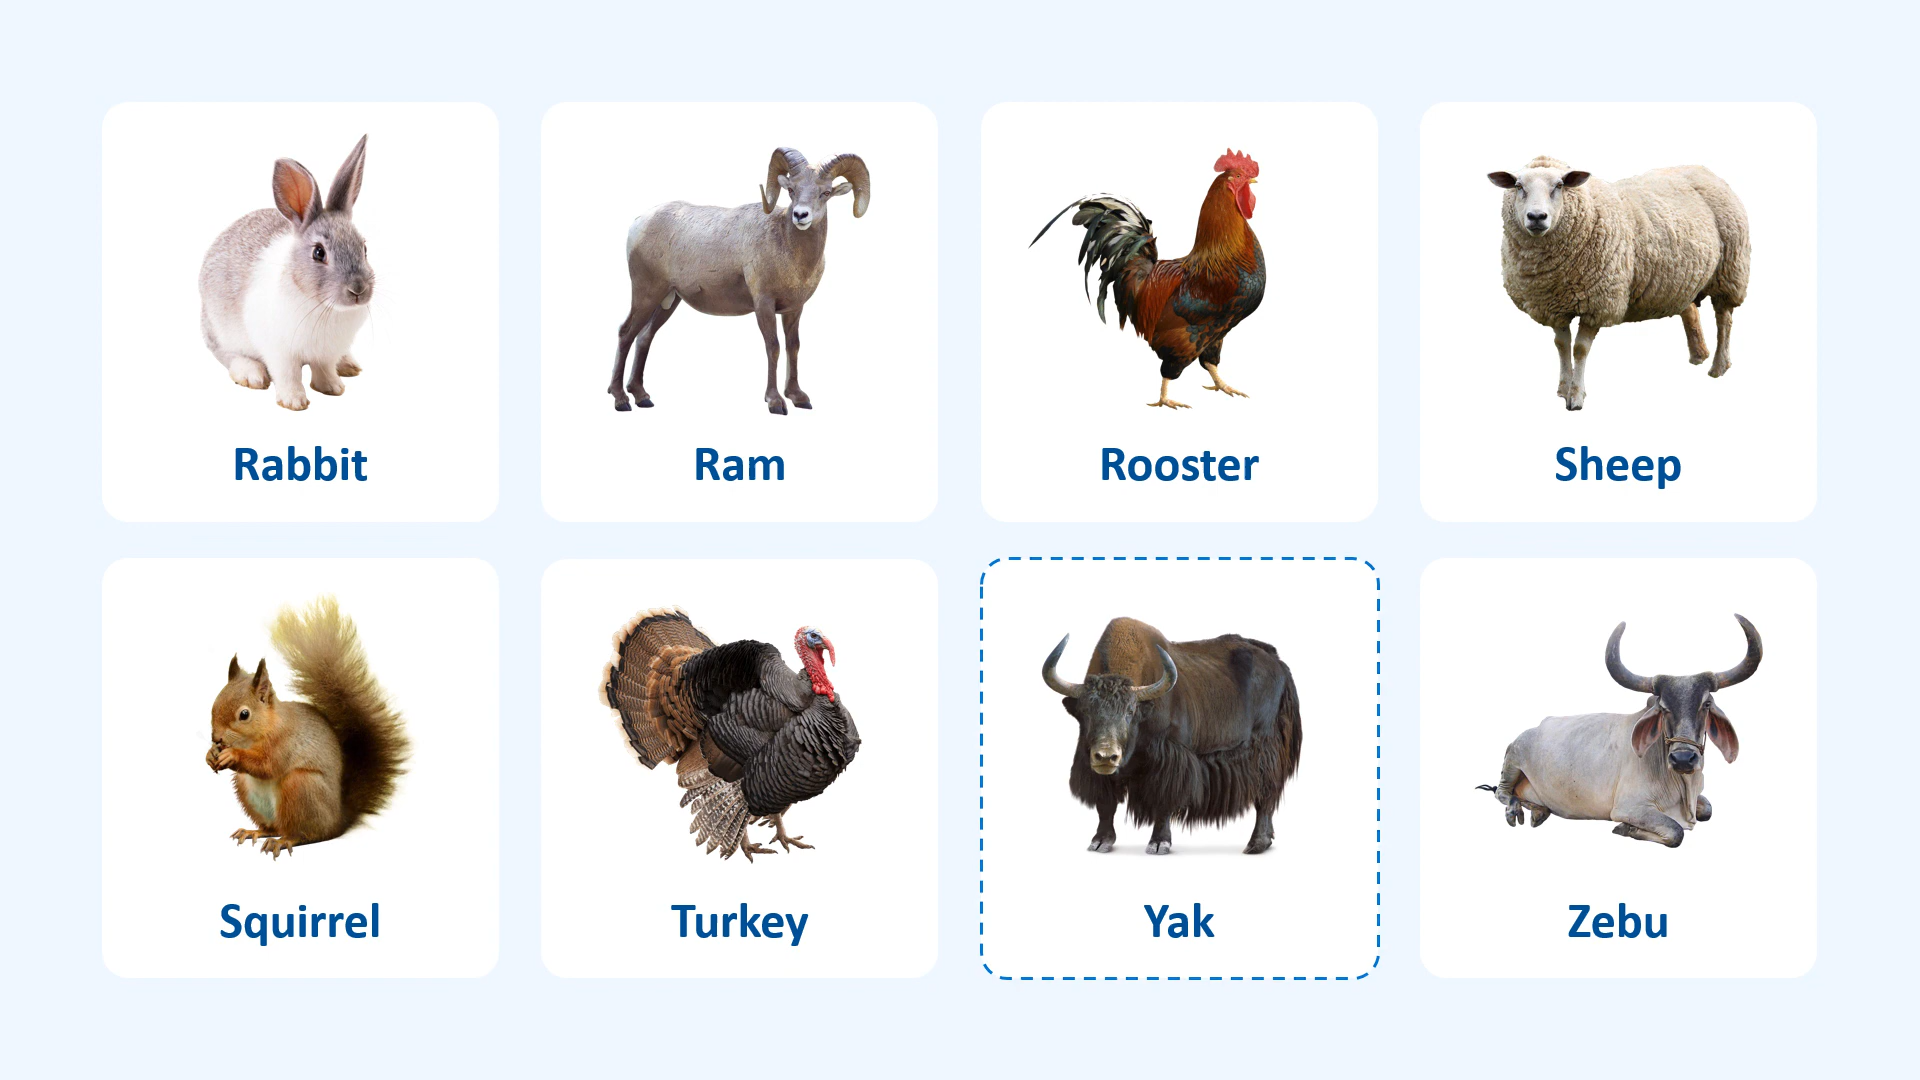 Rabbit
Ram
Rooster
Sheep
Squirrel
Turkey
Yak
Zebu